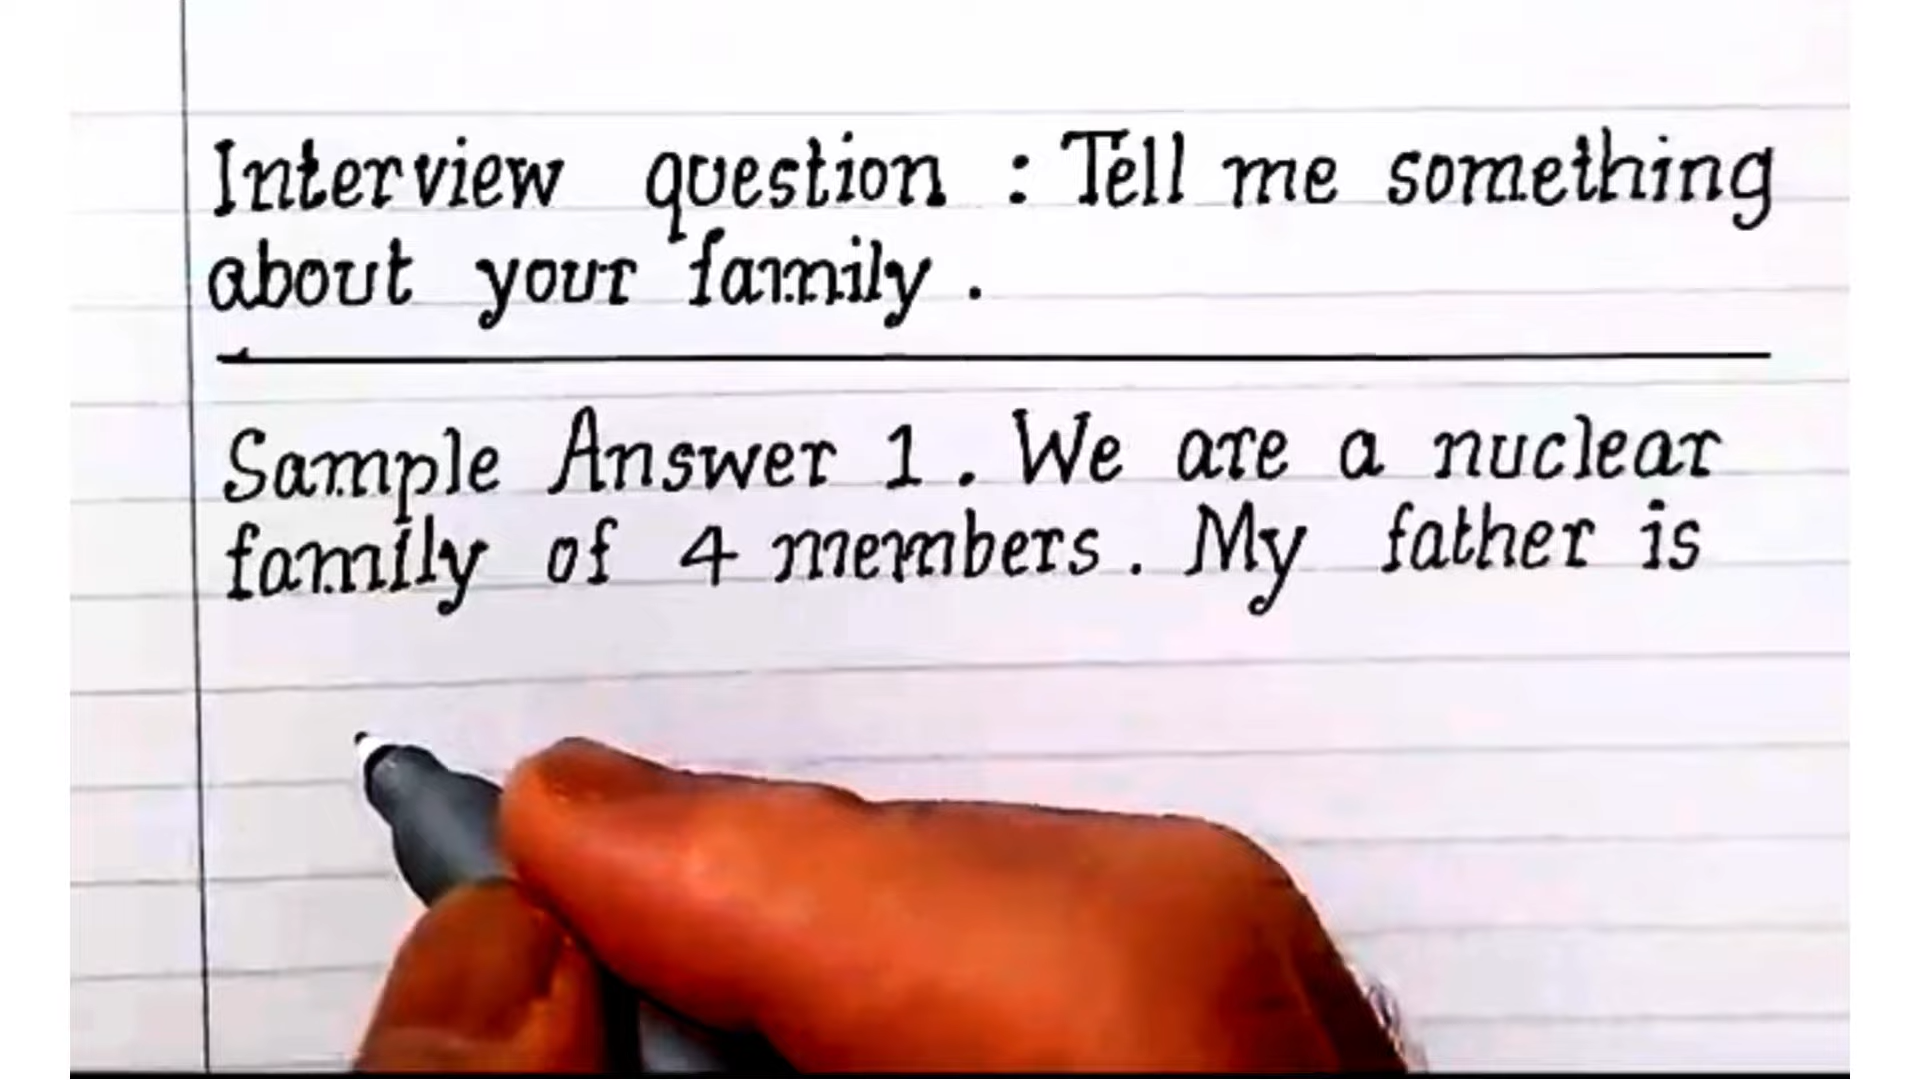 Interview question : Tell me something
about your family .
Sample Answer 1 . We are a nuclear
family of 4 members . My father is